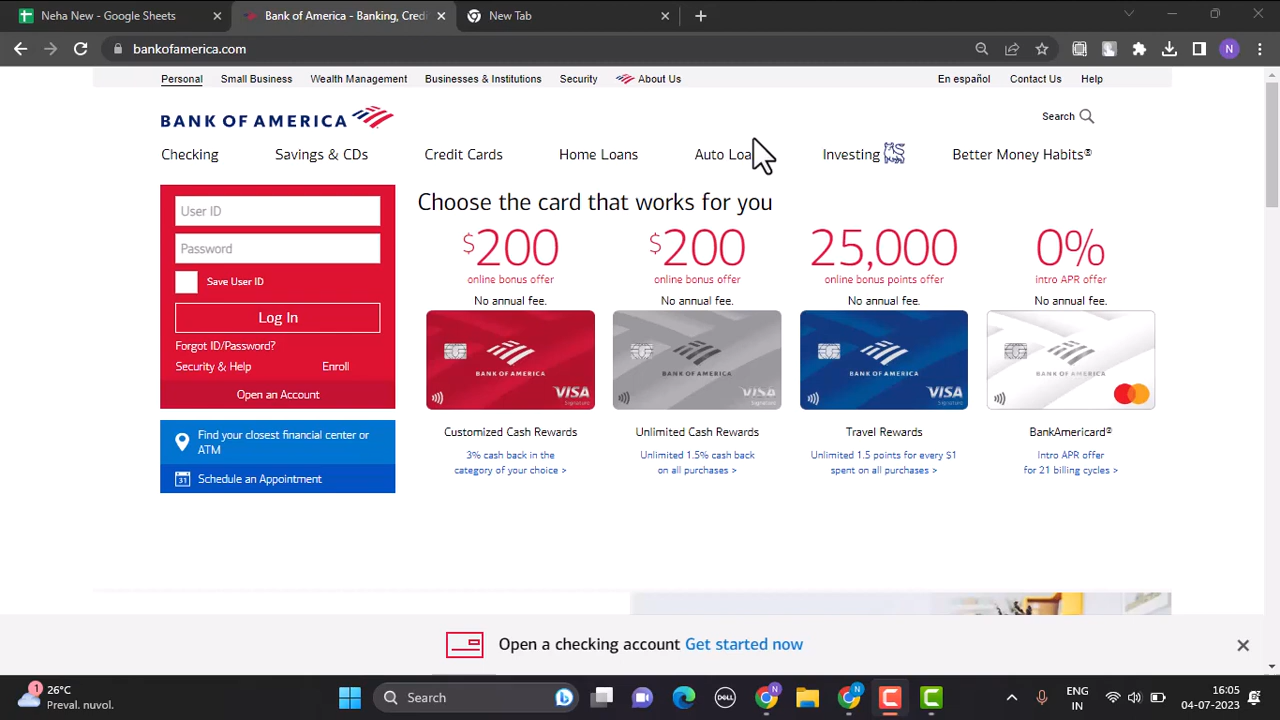 Neha New - Google Sheets
Bank of America - Banking, Cred
New Tab
bankofamerica.com
N
Personal Small Business Wealth Management Businesses & Institutions Security About Us En español Contact Us Help
BANK OF AMERICA
Search
Checking Savings & CDs Credit Cards Home Loans Auto Loa Investing Better Money Habits®
User ID
Password
Save User ID
Log In
Forgot ID/Password?
Security & Help Enroll
Open an Account
Find your closest financial center or
ATM
31 Schedule an Appointment
Choose the card that works for you
$200 $200 25,000 0%
online bonus offer online bonus offer online bonus points offer intro APR offer
No annual fee. No annual fee. No annual fee. No annual fee.
BANK OF AMERICA BANK OF AMERICA BANK OF AMERICA BANK OF AMERICA
VISA VISA VISA
Signature Signature Signature
Customized Cash Rewards Unlimited Cash Rewards Travel Rewards BankAmericard®
3% cash back in the Unlimited 1.5% cash back Unlimited 1.5 points for every $1 Intro APR offer
category of your choice > on all purchases > spent on all purchases > for 21 billing cycles >
Open a checking account Get started now
1 26°C
Preval. nuvol.
Search
DELL
ENG
IN
16:05
04-07-2023